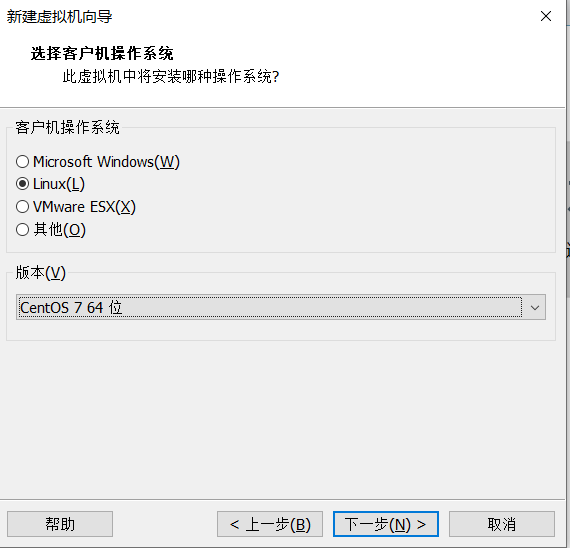 新建虚拟机向导
选择客户机操作系统
此虚拟机中将安装哪种操作系统?
客户机操作系统
Microsoft Windows(W)
Linux(L)
VMware ESX(X)
其他(O)
版本(V)
CentOS 7 64 位
帮助
< 上一步(B)
下一步(N) >
取消